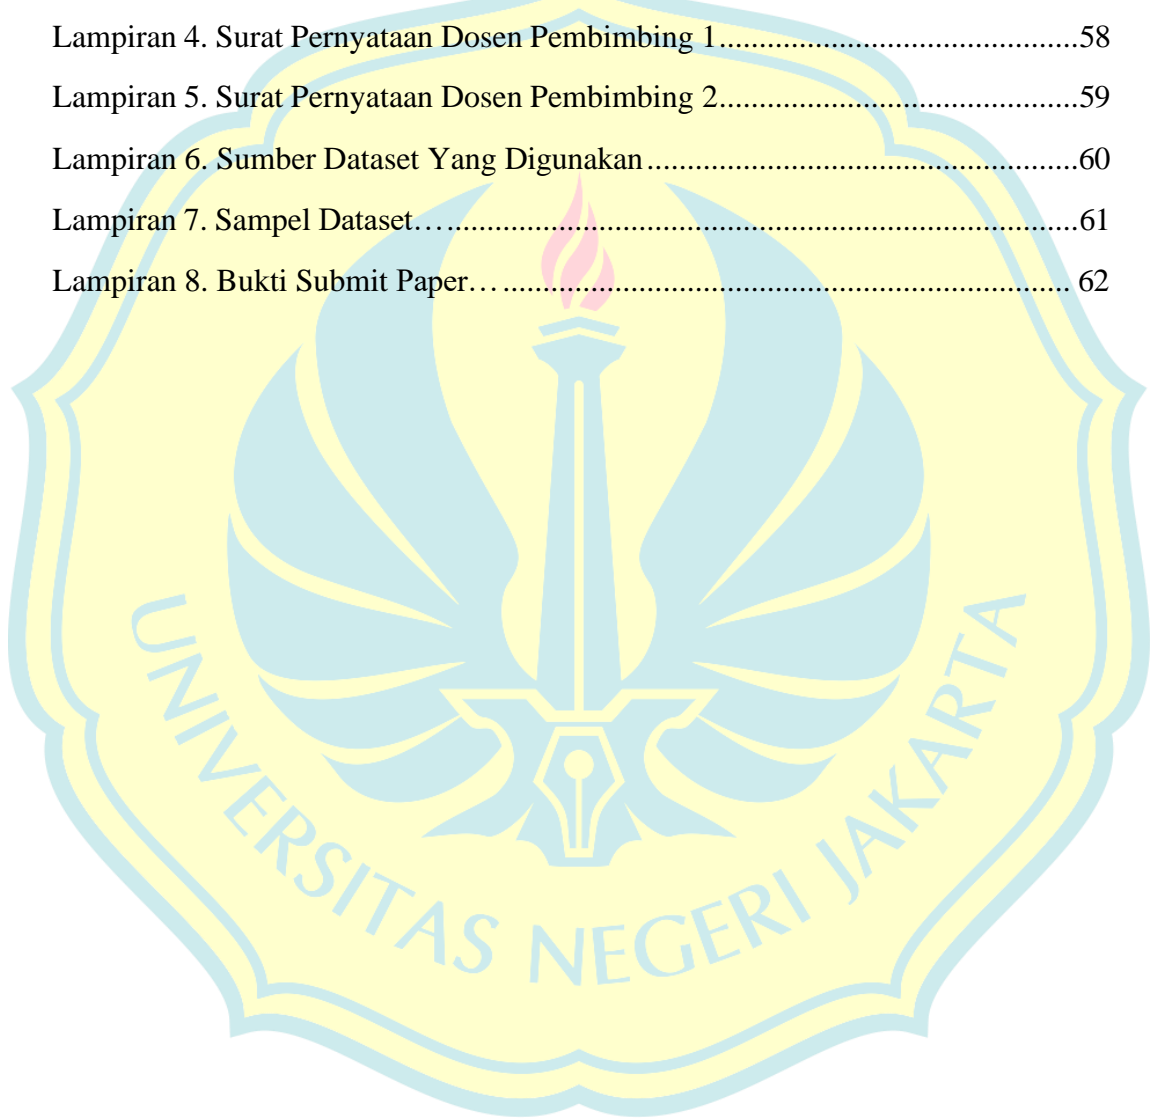 Lampiran 4. Surat Pernyataan Dosen Pembimbing 1............................................58
Lampiran 5. Surat Pernyataan Dosen Pembimbing 2............................................59
Lampiran 6. Sumber Dataset Yang Digunakan.....................................................60
Lampiran 7. Sampel Dataset…..............................................................................61
Lampiran 8. Bukti Submit Paper…...................................................................... 62
UNIVERSITAS NEGERI JAKARTA